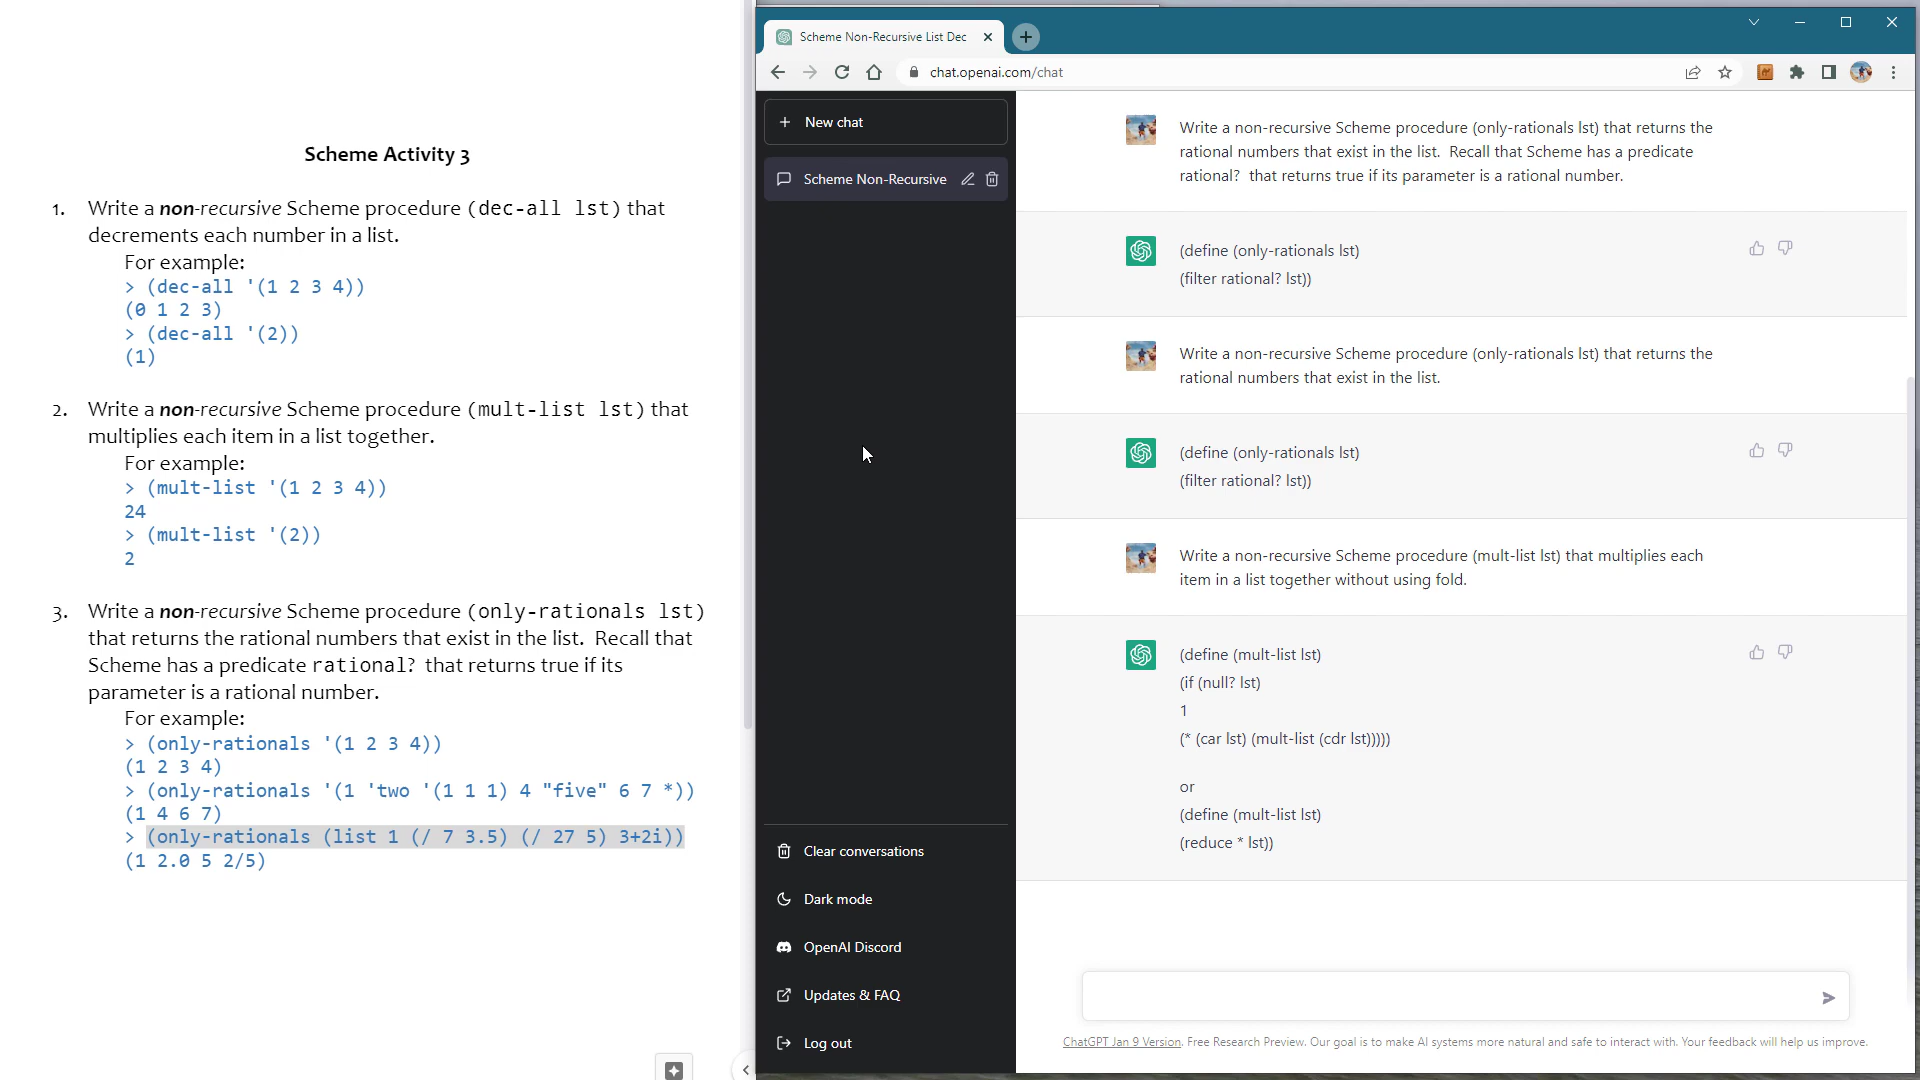 Scheme Activity 3
1. Write a non-recursive Scheme procedure (dec-all lst) that
decrements each number in a list.
For example:
> (dec-all '(1 2 3 4))
(0 1 2 3)
> (dec-all '(2))
(1)
2. Write a non-recursive Scheme procedure (mult-list lst) that
multiplies each item in a list together.
For example:
> (mult-list '(1 2 3 4))
24
> (mult-list '(2))
2
3. Write a non-recursive Scheme procedure (only-rationals lst)
that returns the rational numbers that exist in the list. Recall that
Scheme has a predicate rational? that returns true if its
parameter is a rational number.
For example:
> (only-rationals '(1 2 3 4))
(1 2 3 4)
> (only-rationals '(1 'two '(1 1 1) 4 "five" 6 7 *))
(1 4 6 7)
> (only-rationals (list 1 (/ 7 3.5) (/ 27 5) 3+2i))
(1 2.0 5 2/5)
Scheme Non-Recursive List Dec
chat.openai.com/chat
New chat
Scheme Non-Recursive
Clear conversations
Dark mode
OpenAI Discord
Updates & FAQ
Log out
Write a non-recursive Scheme procedure (only-rationals lst) that returns the
rational numbers that exist in the list. Recall that Scheme has a predicate
rational? that returns true if its parameter is a rational number.
(define (only-rationals lst)
(filter rational? lst))
Write a non-recursive Scheme procedure (only-rationals lst) that returns the
rational numbers that exist in the list.
(define (only-rationals lst)
(filter rational? lst))
Write a non-recursive Scheme procedure (mult-list lst) that multiplies each
item in a list together without using fold.
(define (mult-list lst)
(if (null? lst)
1
(* (car lst) (mult-list (cdr lst)))))
or
(define (mult-list lst)
(reduce * lst))
ChatGPT Jan 9 Version. Free Research Preview. Our goal is to make AI systems more natural and safe to interact with. Your feedback will help us improve.